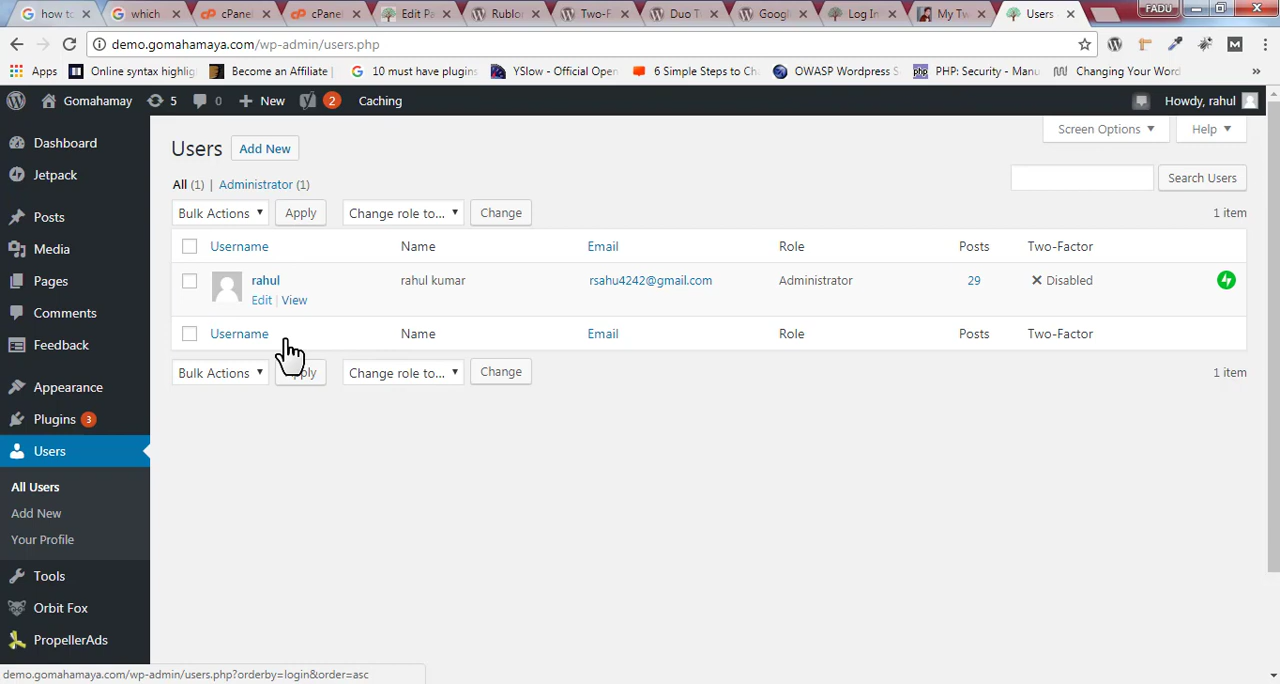 how to
which
cPane
cPane
Edit Pa
Rublor
Two-F
Duo T
Googl
Log In
My Tw
Users
FADU
demo.gomahamaya.com/wp-admin/users.php
Apps
Online syntax highlig
Become an Affiliate |
10 must have plugins
YSlow - Official Open
6 Simple Steps to Ch
OWASP Wordpress S
PHP: Security - Manu
Changing Your Word
»
Gomahamay
5
0
New
2
Caching
Howdy, rahul
Dashboard
Jetpack
Posts
Media
Pages
Comments
Feedback
Appearance
Plugins 3
Users
All Users
Add New
Your Profile
Tools
Orbit Fox
PropellerAds
Screen Options
Help
Users
Add New
All (1) | Administrator (1)
Search Users
Bulk Actions
Apply
Change role to...
Change
1 item
Username Name Email Role Posts Two-Factor
rahul rahul kumar rsahu4242@gmail.com Administrator 29 Disabled
Edit | View
Username Name Email Role Posts Two-Factor
Bulk Actions
Change role to...
Change
1 item
demo.gomahamaya.com/wp-admin/users.php?orderby=login&order=asc